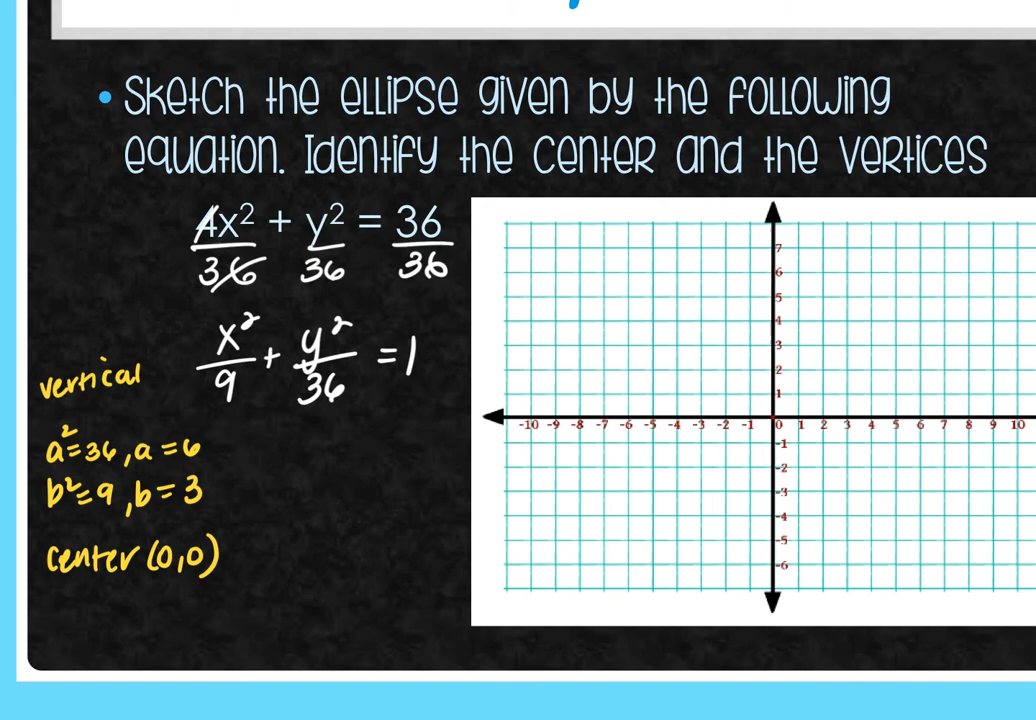 • Sketch the ellipse given by the following
equation. Identify the center and the vertices
4x² + y² = 36
36 36 36
x²/9 + y²/36 = 1
vertical
a² = 36, a = 6
b² = 9, b = 3
center (0,0)
7
6
5
4
3
2
1
-10 -9 -8 -7 -6 -5 -4 -3 -2 -1 0 1 2 3 4 5 6 7 8 9 10
-1
-2
-3
-4
-5
-6